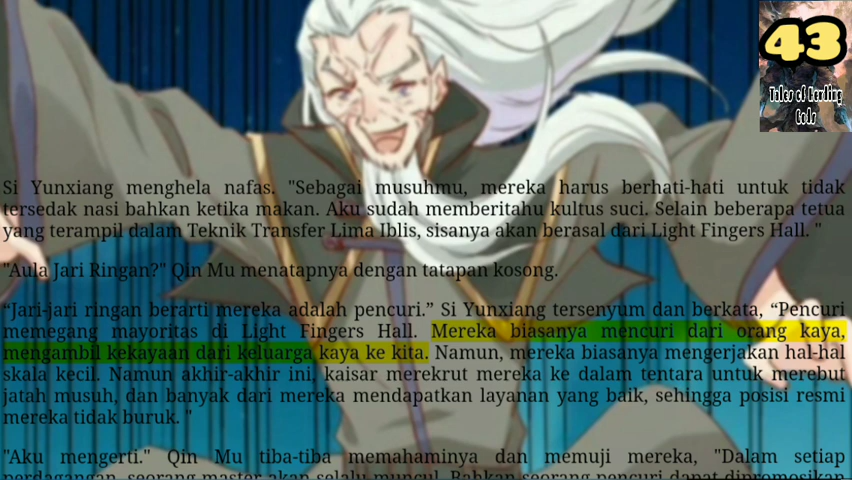 43
Tales of Herding
Gods
Si Yunxiang menghela nafas. "Sebagai musuhmu, mereka harus berhati-hati untuk tidak
tersedak nasi bahkan ketika makan. Aku sudah memberitahu kultus suci. Selain beberapa tetua
yang terampil dalam Teknik Transfer Lima Iblis, sisanya akan berasal dari Light Fingers Hall. "
"Aula Jari Ringan?" Qin Mu menatapnya dengan tatapan kosong.
“Jari-jari ringan berarti mereka adalah pencuri.” Si Yunxiang tersenyum dan berkata, “Pencuri
memegang mayoritas di Light Fingers Hall. Mereka biasanya mencuri dari orang kaya,
mengambil kekayaan dari keluarga kaya ke kita. Namun, mereka biasanya mengerjakan hal-hal
skala kecil. Namun akhir-akhir ini, kaisar merekrut mereka ke dalam tentara untuk merebut
jatah musuh, dan banyak dari mereka mendapatkan layanan yang baik, sehingga posisi resmi
mereka tidak buruk. "
"Aku mengerti." Qin Mu tiba-tiba memahaminya dan memuji mereka, "Dalam setiap
perdagangan, seorang master akan selalu muncul. Bahkan seorang pencuri dapat dipromosikan